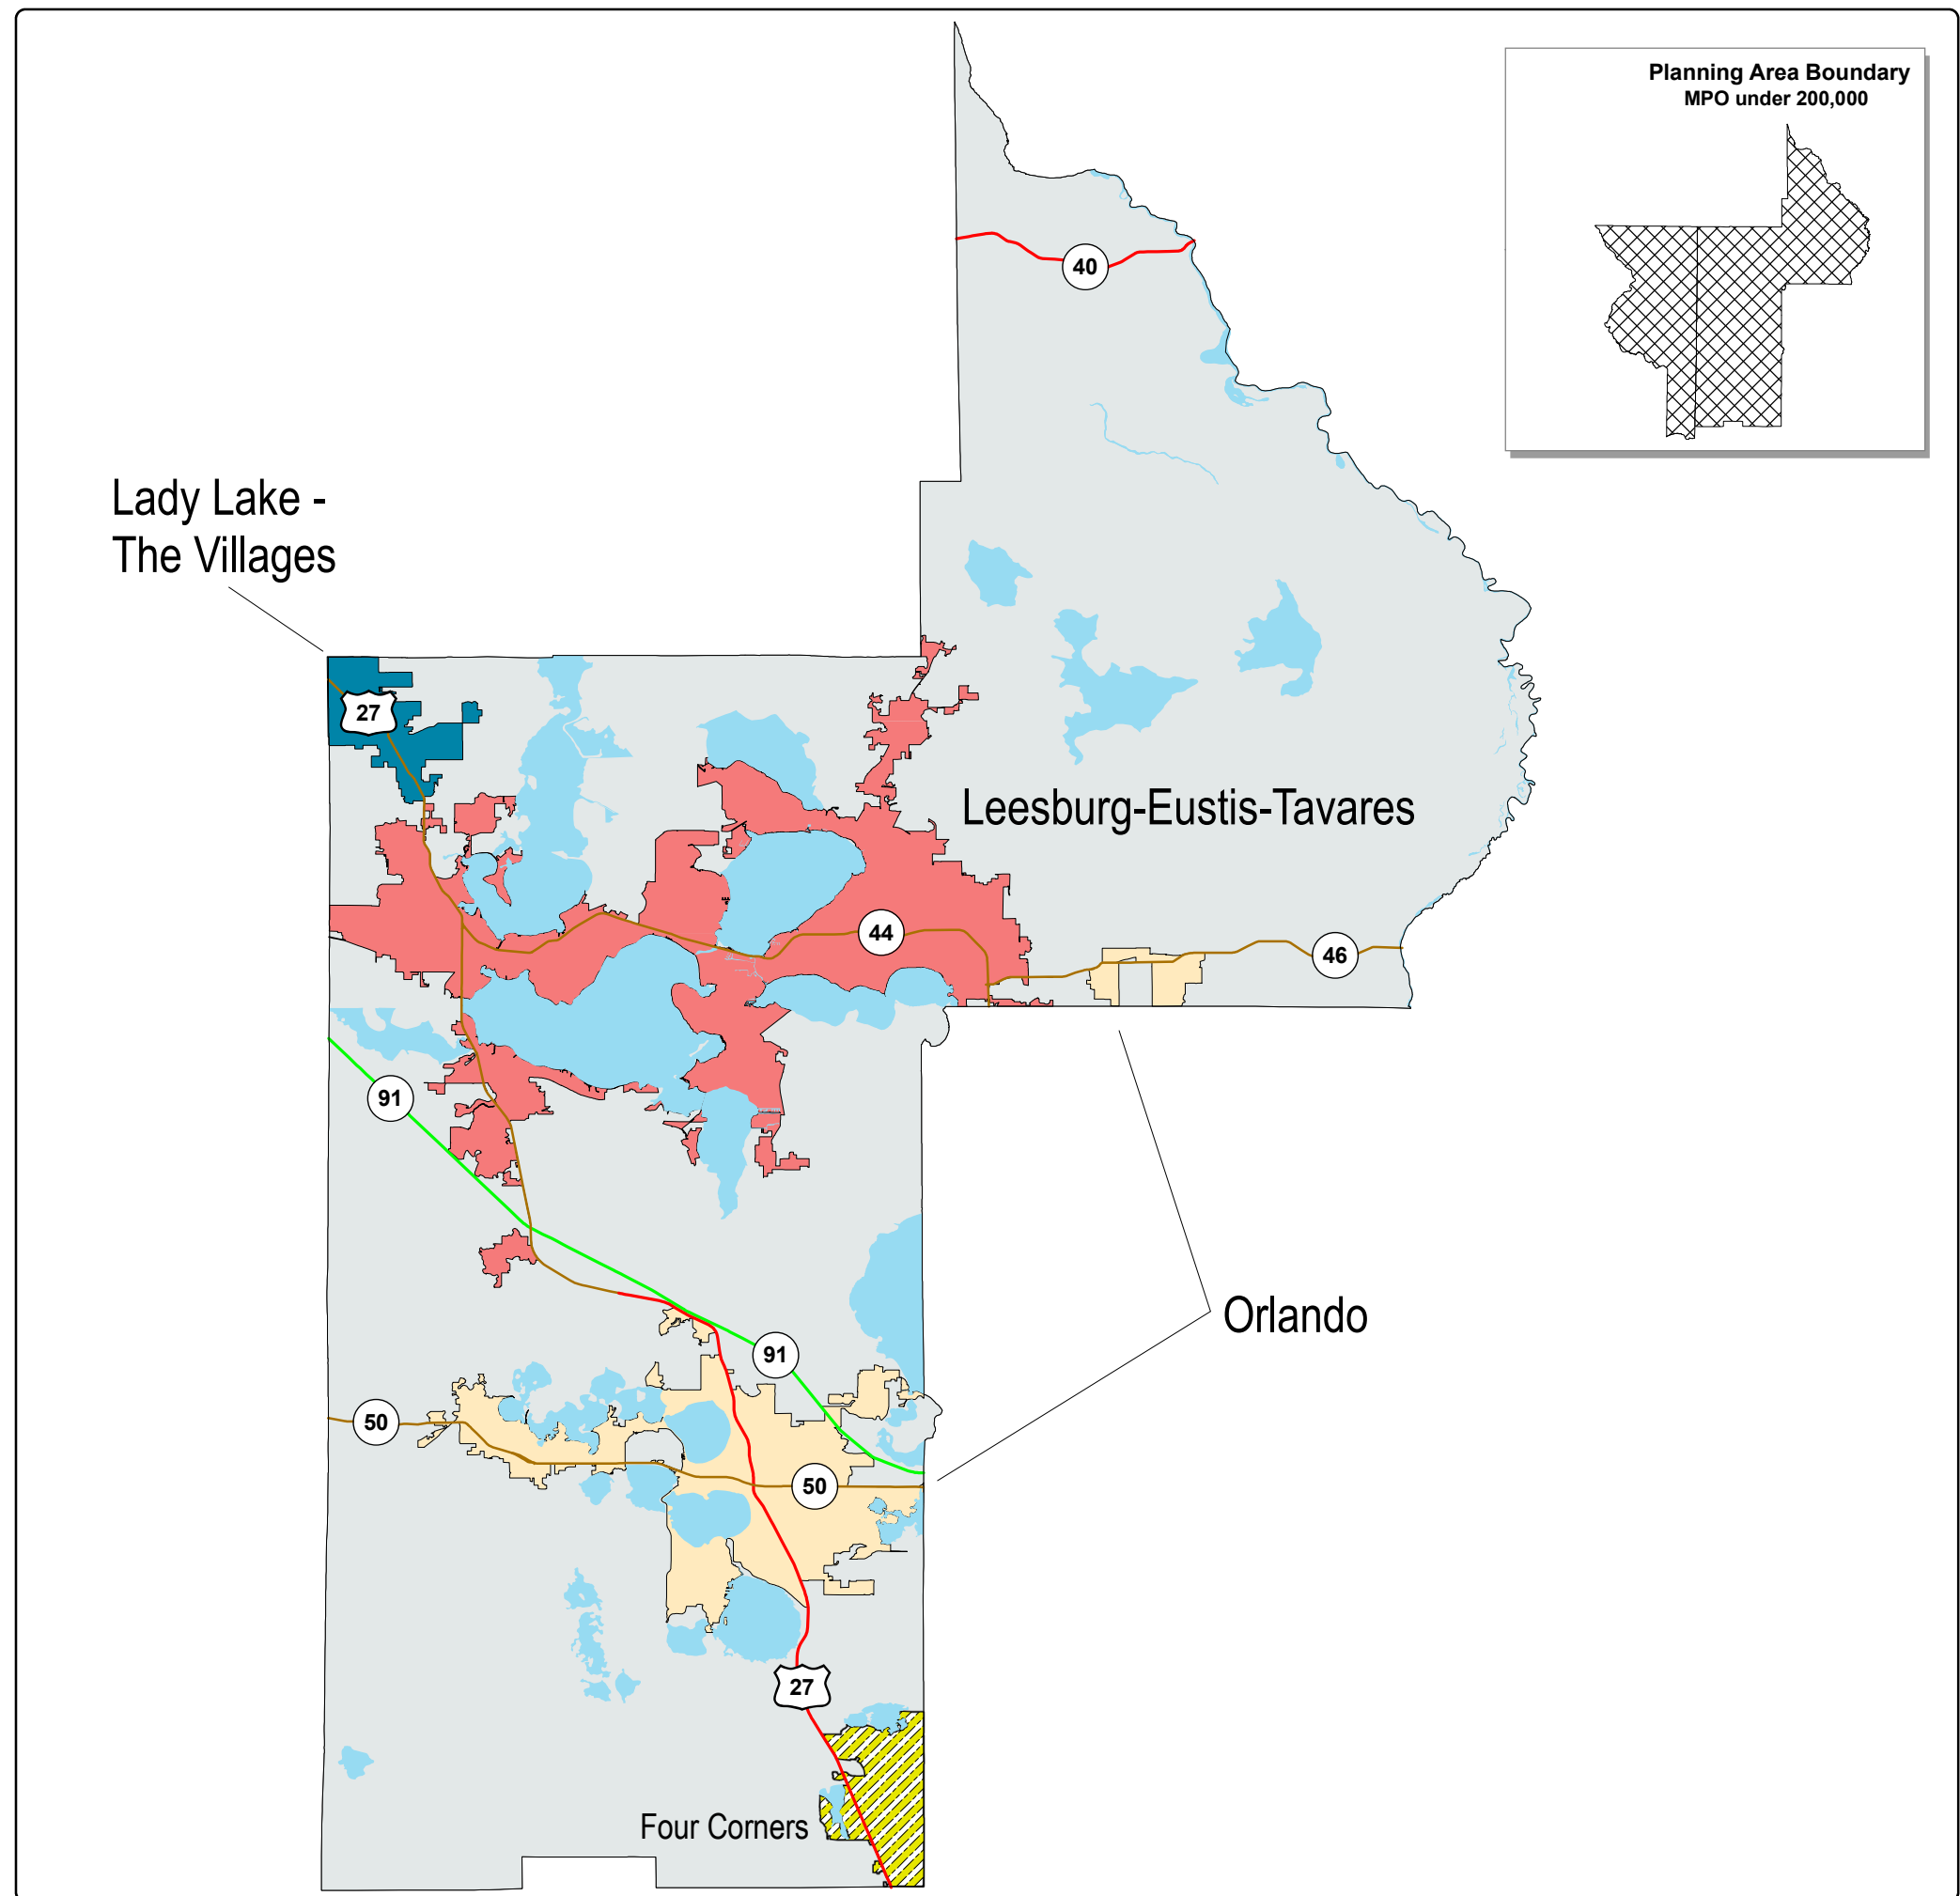 Planning Area Boundary
MPO under 200,000
40
Lady Lake -
The Villages
27
Leesburg-Eustis-Tavares
44
46
91
Orlando
91
50
50
27
Four Corners